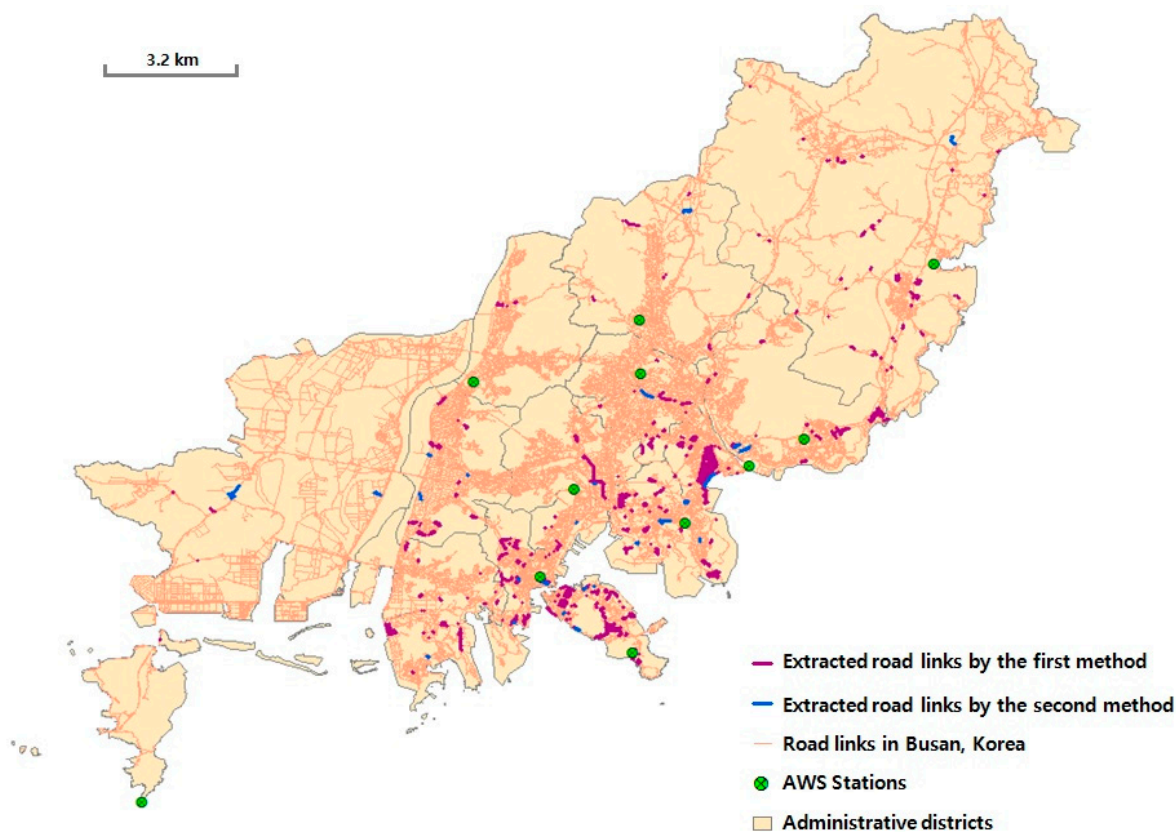 3.2 km
Extracted road links by the first method
Extracted road links by the second method
Road links in Busan, Korea
AWS Stations
Administrative districts